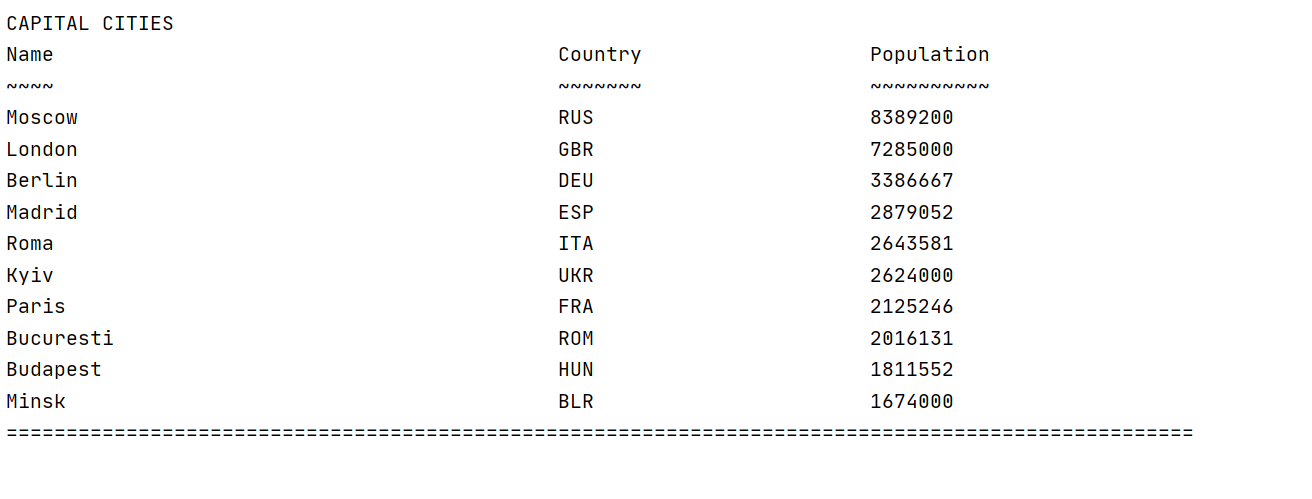 CAPITAL CITIES
Name Country Population
~~~~ ~~~~~~~ ~~~~~~~~~~
Moscow RUS 8389200
London GBR 7285000
Berlin DEU 3386667
Madrid ESP 2879052
Roma ITA 2643581
Kyiv UKR 2624000
Paris FRA 2125246
Bucuresti ROM 2016131
Budapest HUN 1811552
Minsk BLR 1674000
===================================================================================================